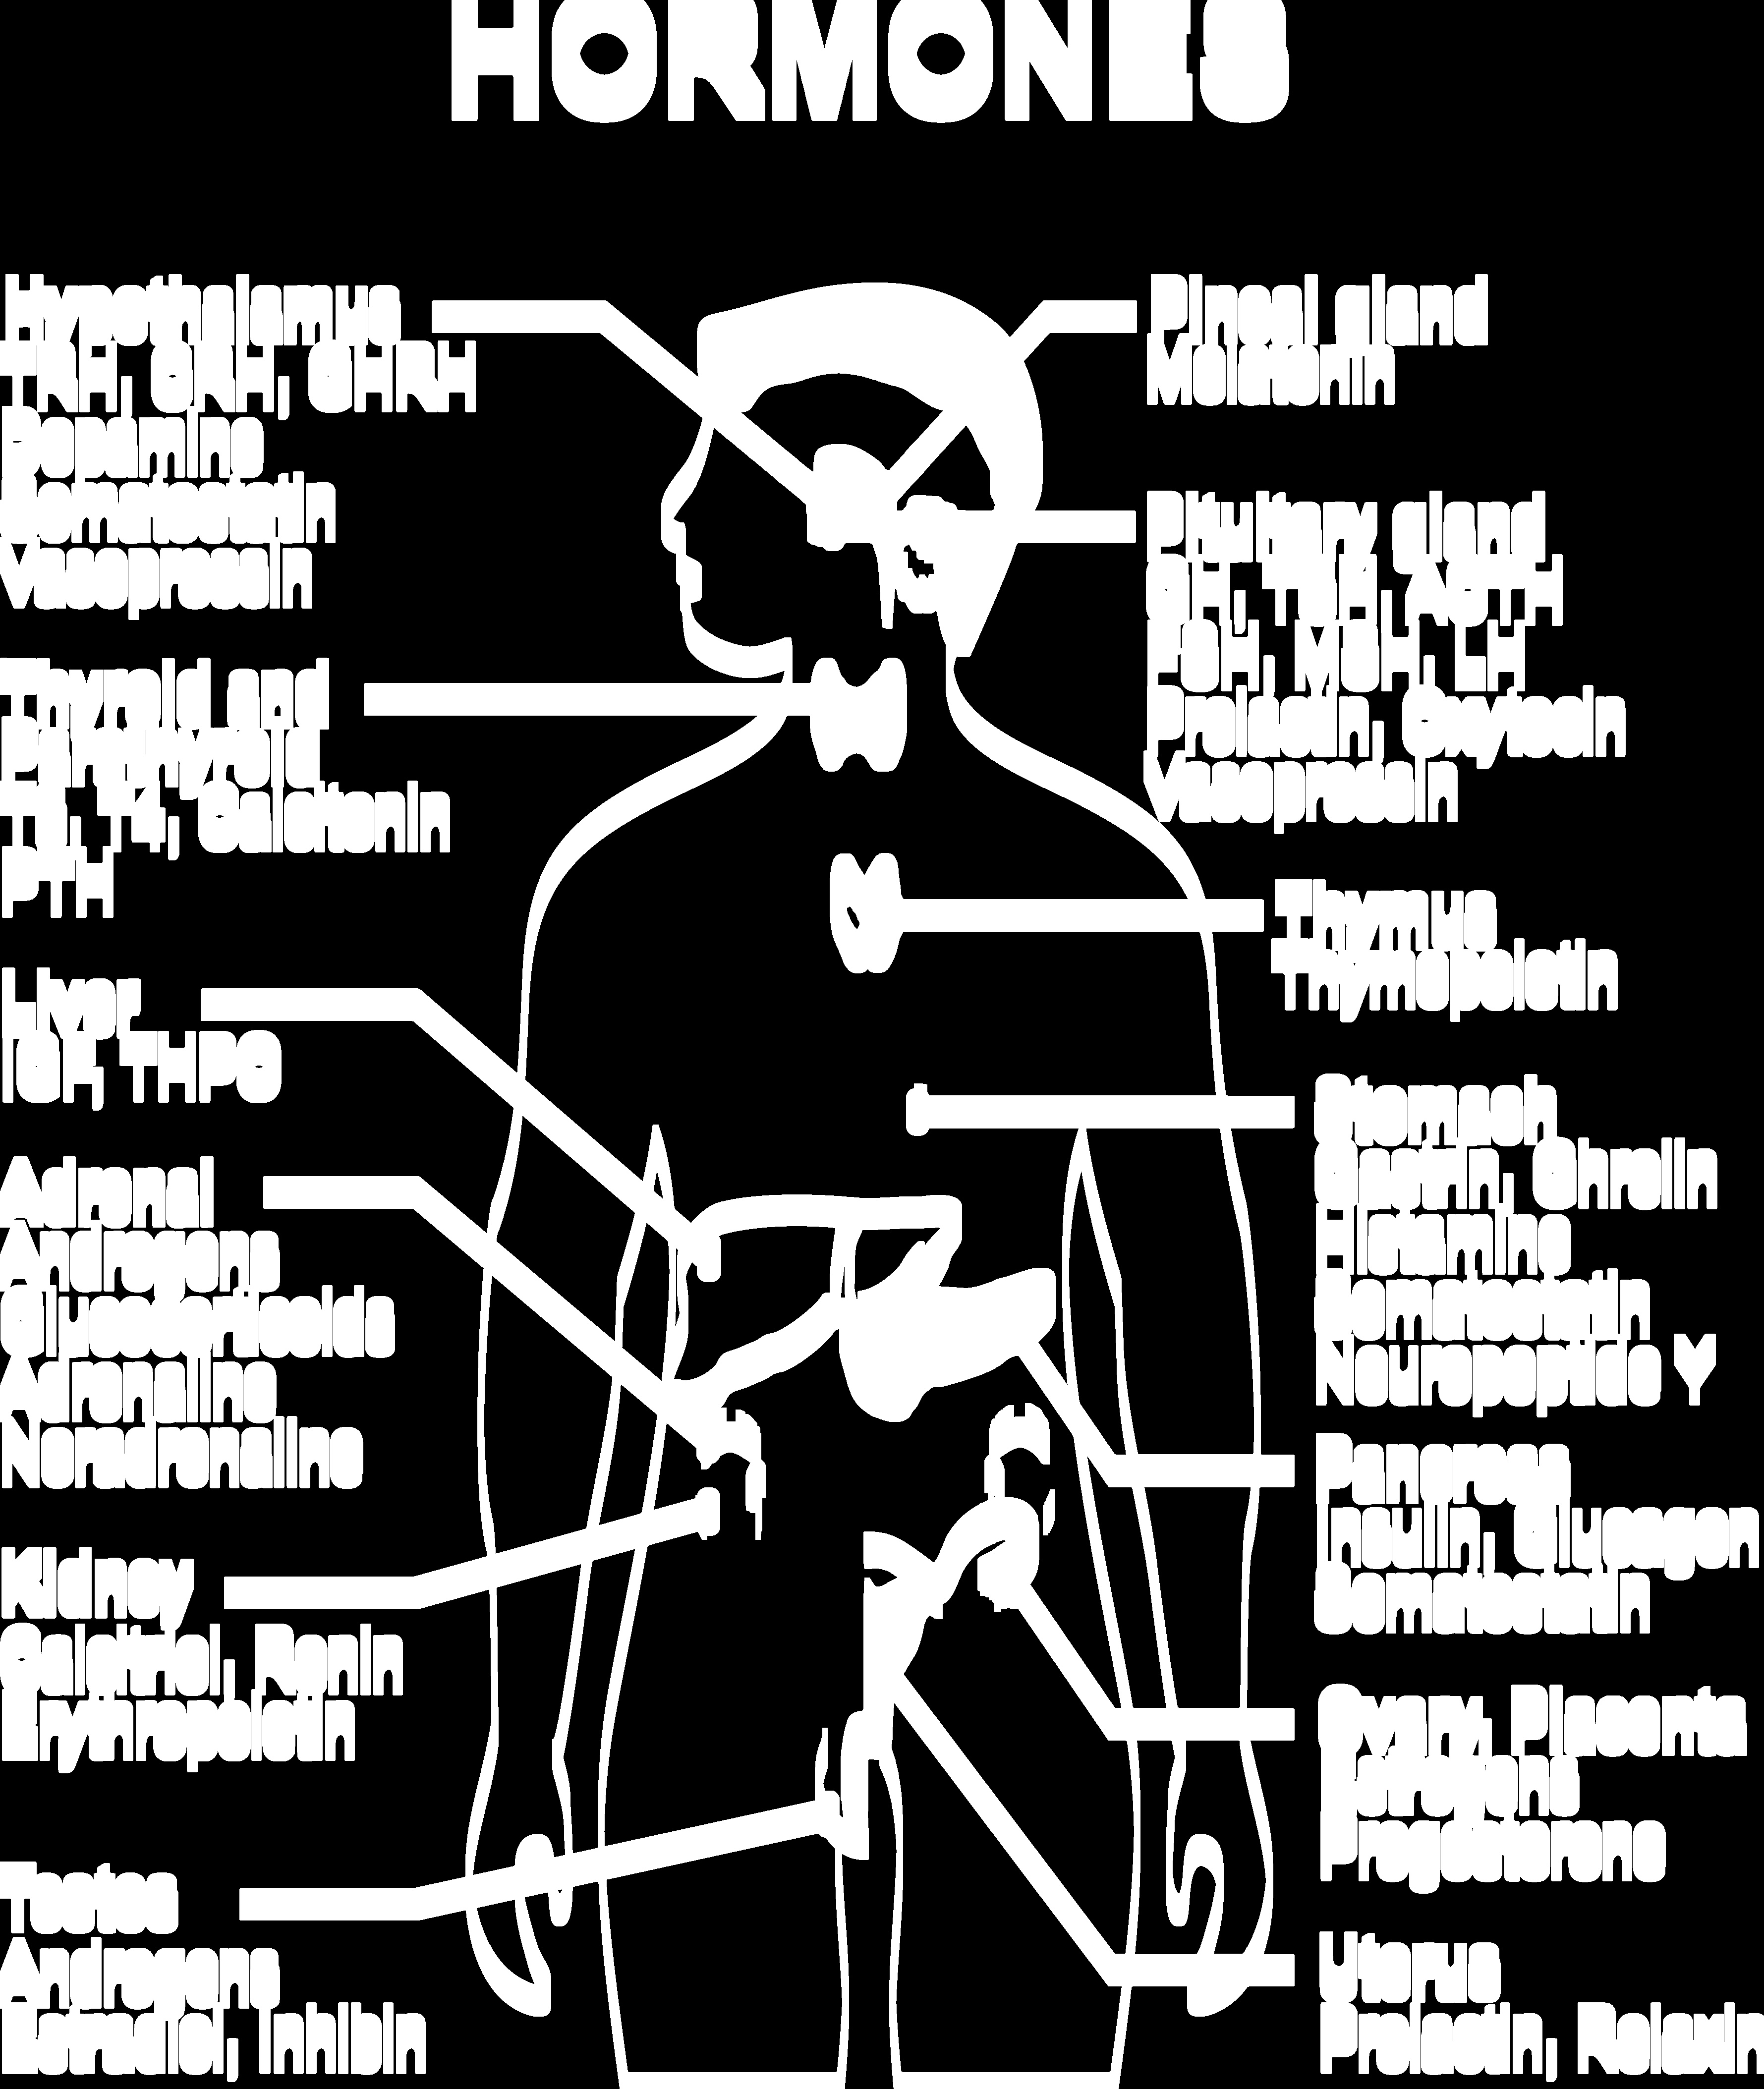 HORMONES
Hypothalamus
TRH, CRH, GHRH
Dopamine
Somatostatin
Vasopressin
Thyroid and
Parathyroid
T3, T4, Calcitonin
PTH
Liver
IGF, THPO
Adrenal
Androgens
Glucocorticoids
Adrenaline
Noradrenaline
Kidney
Calcitriol, Renin
Erythropoietin
Testes
Androgens
Estradiol, Inhibin
Pineal gland
Melatonin
Pituitary gland
GH, TSH, ACTH
FSH, MSH, LH
Prolactin, Oxytocin
Vasopressin
Thymus
Thymopoietin
Stomach
Gastrin, Ghrelin
Histamine
Somatostatin
Neuropeptide Y
Pancreas
Insulin, Glucagon
Somatostatin
Ovary, Placenta
Estrogens
Progesterone
Uterus
Prolactin, Relaxin